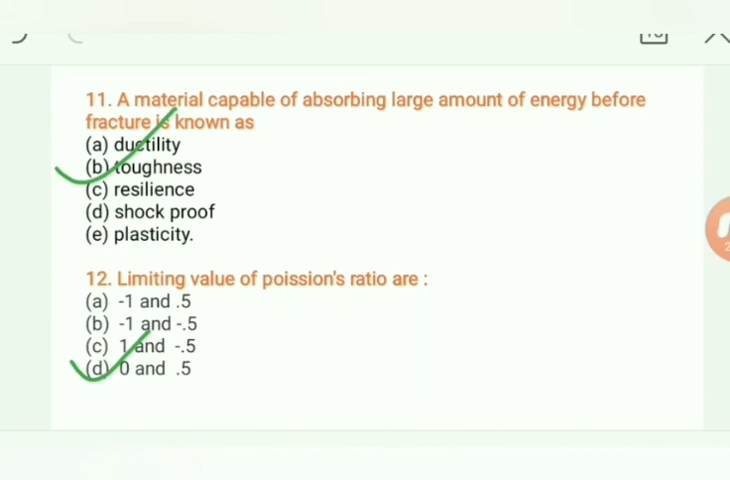 11. A material capable of absorbing large amount of energy before
fracture is known as
(a) ductility
(b) toughness
(c) resilience
(d) shock proof
(e) plasticity.
12. Limiting value of poission's ratio are :
(a) -1 and .5
(b) -1 and -.5
(c) 1 and -.5
(d) 0 and .5